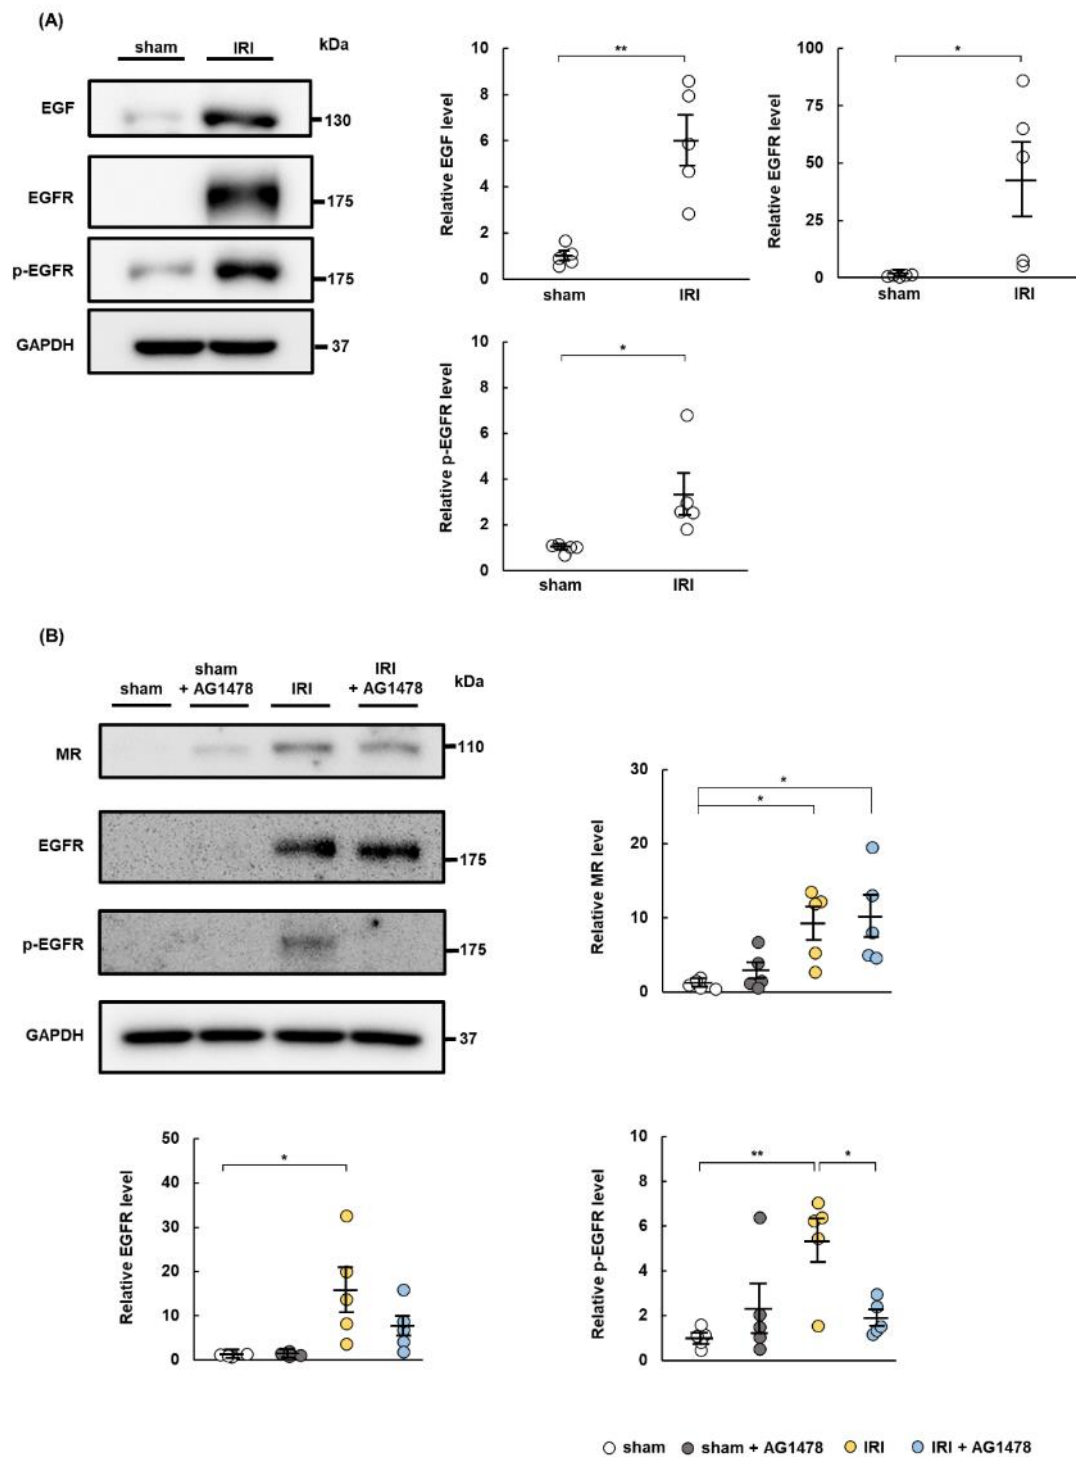 (A)
sham IRI kDa
EGF
130
EGFR
175
p-EGFR
175
GAPDH
37
Relative EGF level
10
8
6
4
2
0
**
sham IRI
Relative EGFR level
100
75
50
25
0
*
sham IRI
Relative p-EGFR level
10
8
6
4
2
0
*
sham IRI
(B)
sham
sham
+ AG1478
IRI
IRI
+ AG1478
kDa
MR
110
EGFR
175
p-EGFR
175
GAPDH
37
Relative MR level
30
20
10
0
*
*
Relative EGFR level
50
40
30
20
10
0
*
Relative p-EGFR level
10
8
6
4
2
0
** *
sham sham + AG1478 IRI IRI + AG1478